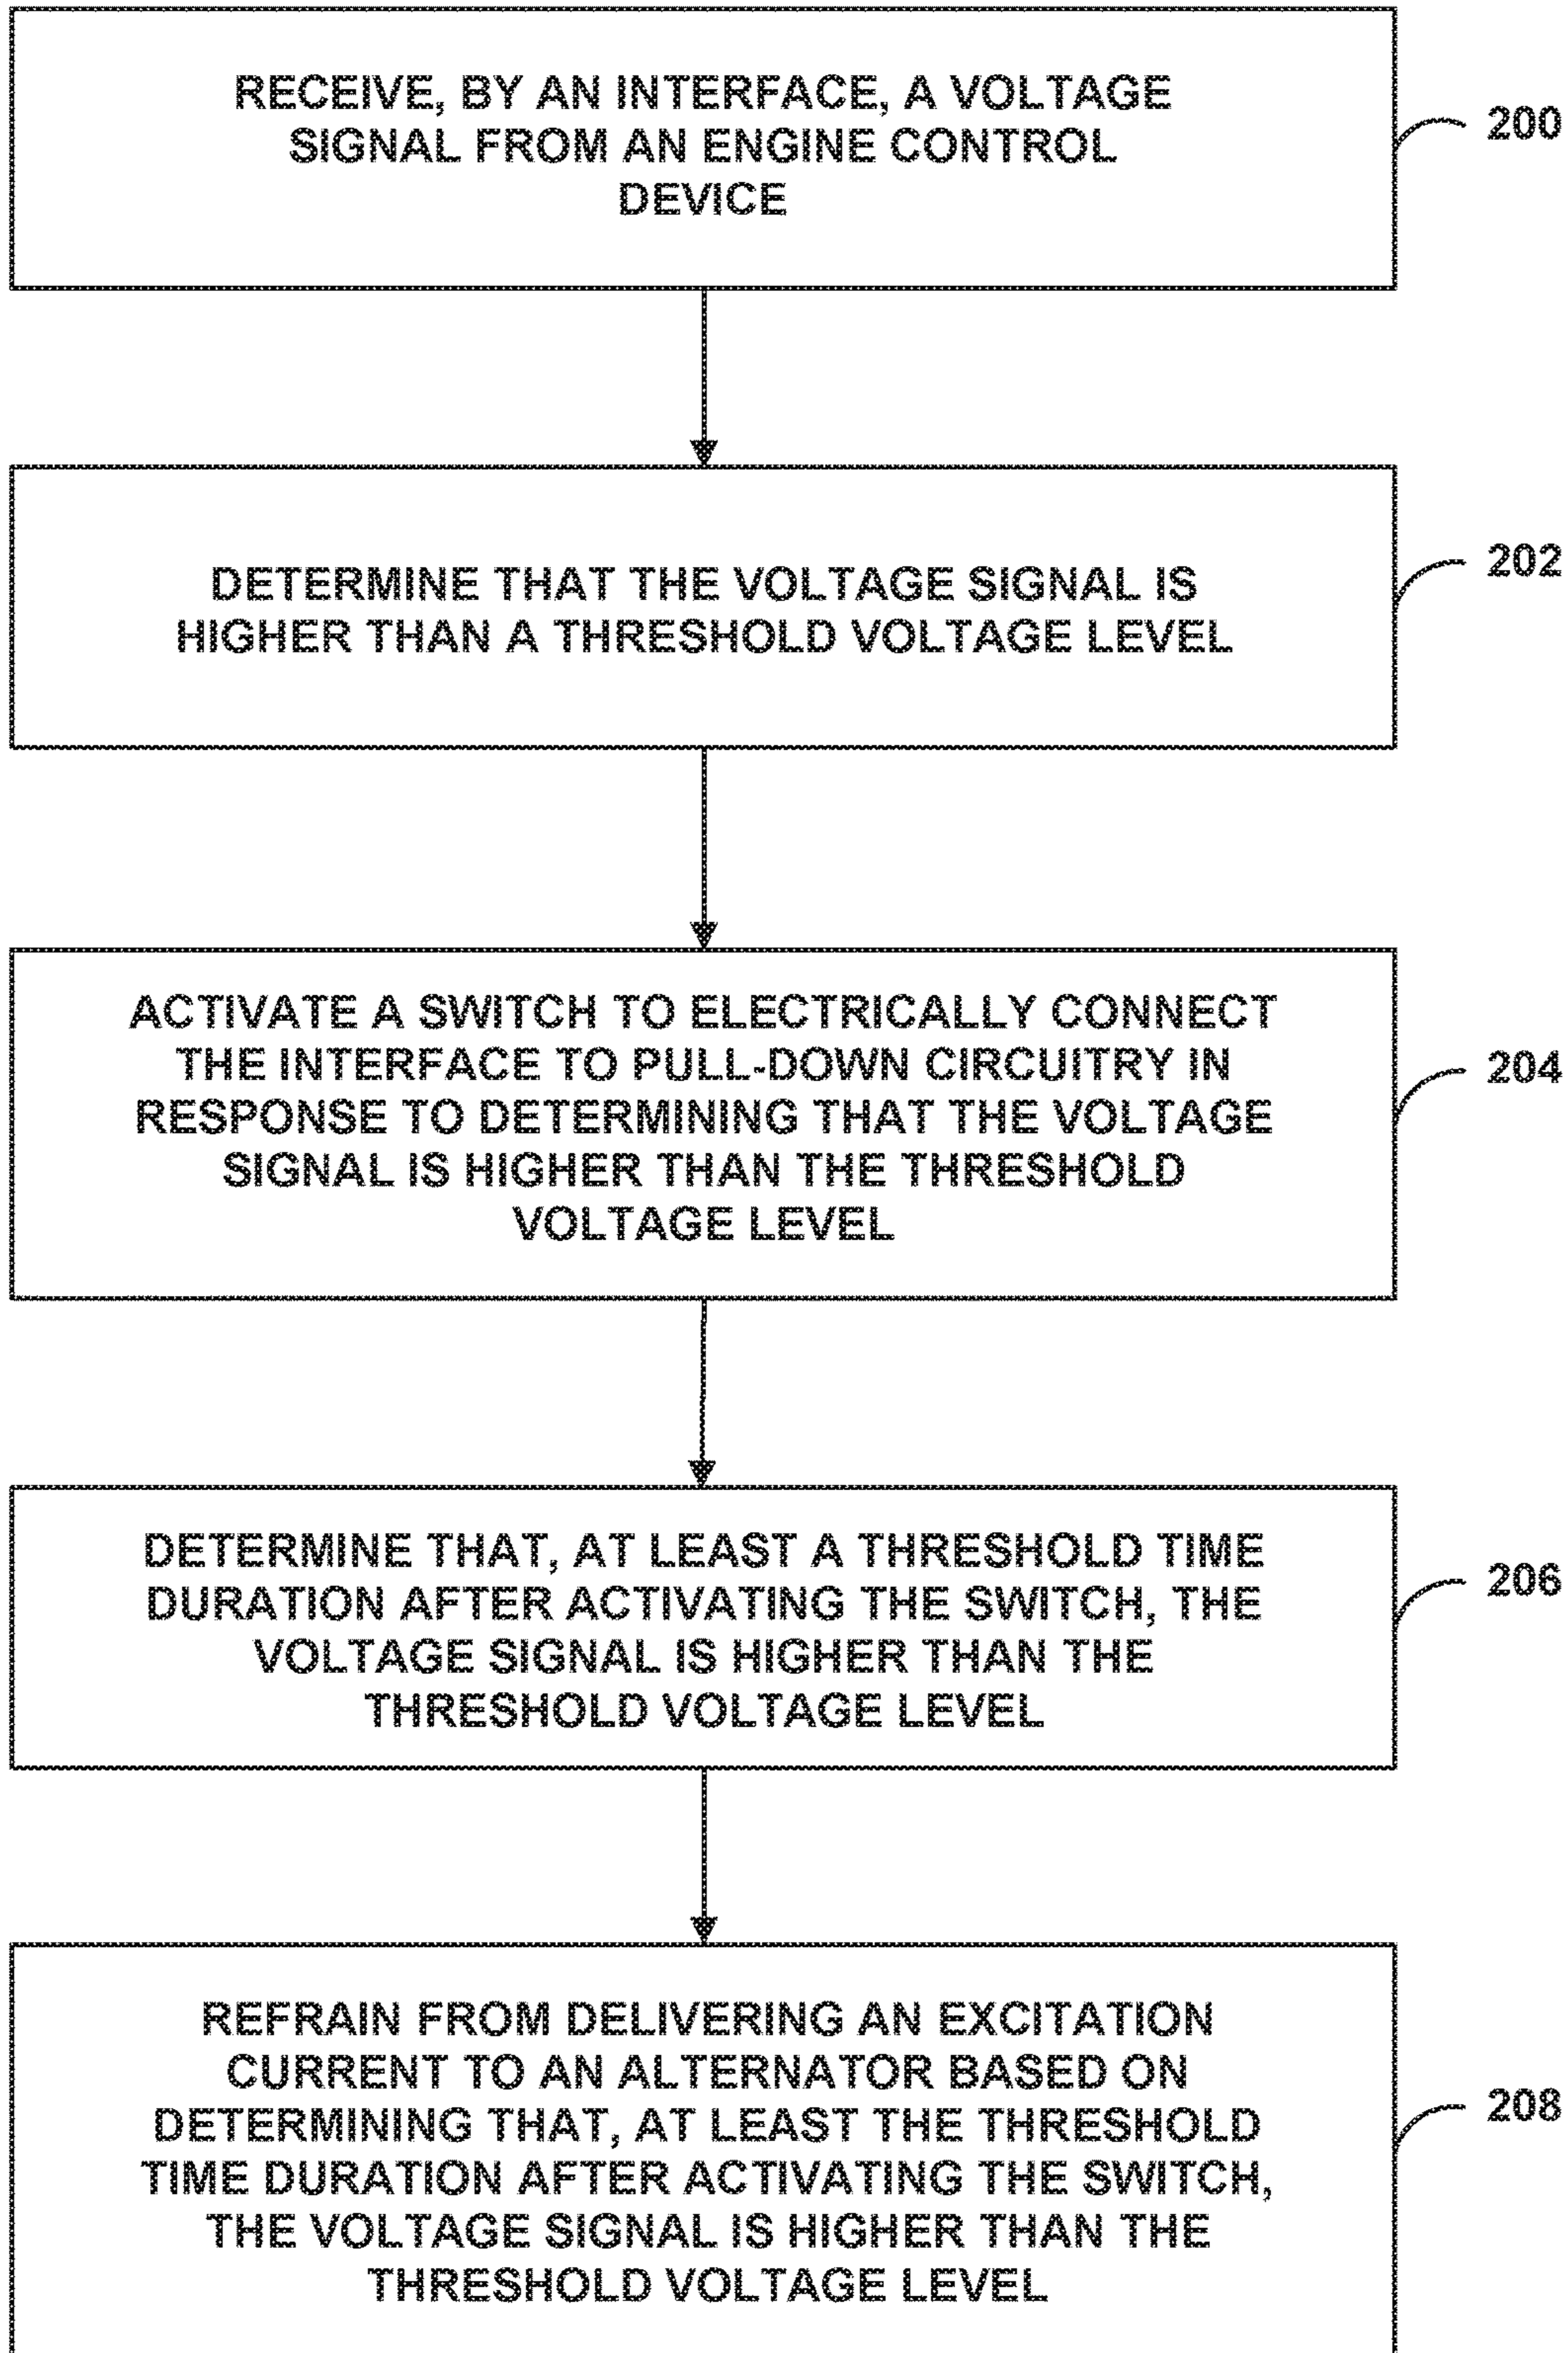 RECEIVE, BY AN INTERFACE, A VOLTAGE
SIGNAL FROM AN ENGINE CONTROL
DEVICE
200
DETERMINE THAT THE VOLTAGE SIGNAL IS
HIGHER THAN A THRESHOLD VOLTAGE LEVEL
202
ACTIVATE A SWITCH TO ELECTRICALLY CONNECT
THE INTERFACE TO PULL-DOWN CIRCUITRY IN
RESPONSE TO DETERMINING THAT THE VOLTAGE
SIGNAL IS HIGHER THAN THE THRESHOLD
VOLTAGE LEVEL
204
DETERMINE THAT, AT LEAST A THRESHOLD TIME
DURATION AFTER ACTIVATING THE SWITCH, THE
VOLTAGE SIGNAL IS HIGHER THAN THE
THRESHOLD VOLTAGE LEVEL
206
REFRAIN FROM DELIVERING AN EXCITATION
CURRENT TO AN ALTERNATOR BASED ON
DETERMINING THAT, AT LEAST THE THRESHOLD
TIME DURATION AFTER ACTIVATING THE SWITCH,
THE VOLTAGE SIGNAL IS HIGHER THAN THE
THRESHOLD VOLTAGE LEVEL
208